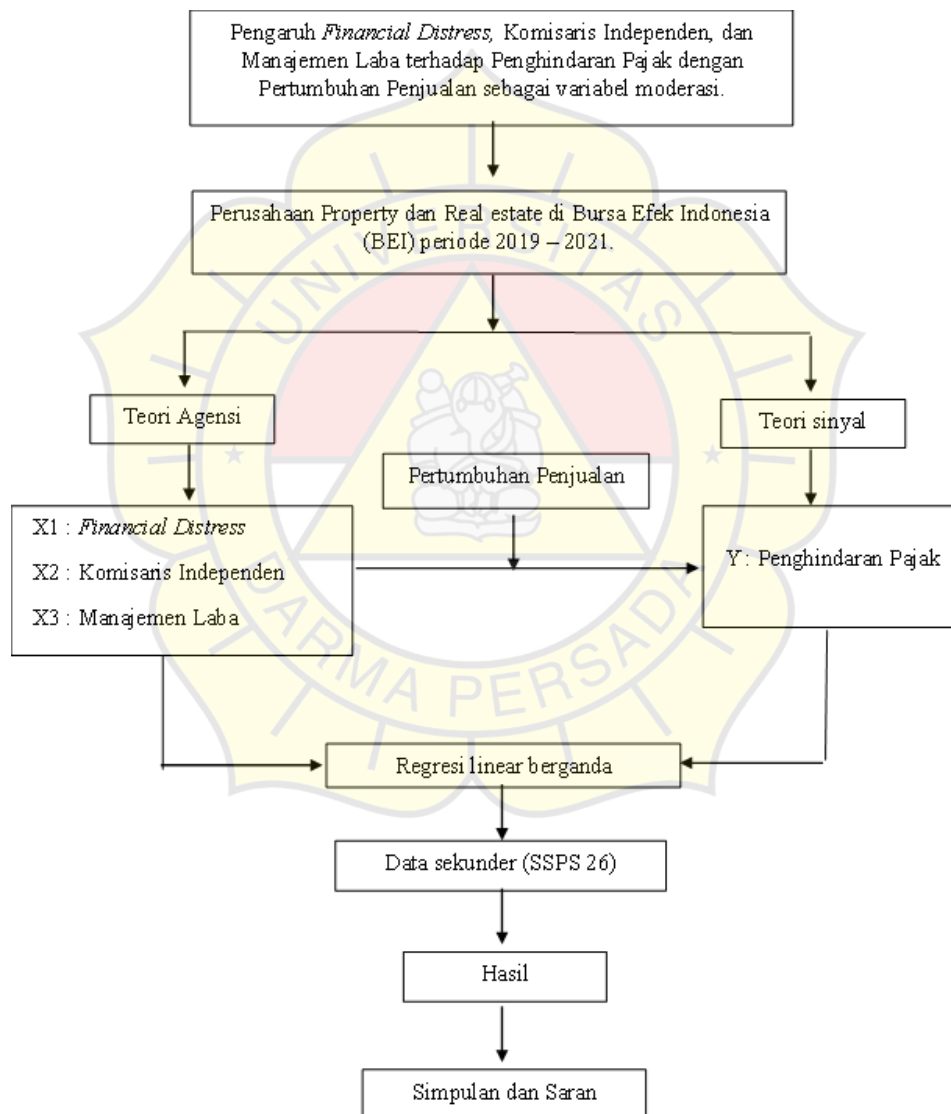 Pengaruh Financial Distress, Komisaris Independen, dan
Manajemen Laba terhadap Penghindaran Pajak dengan
Pertumbuhan Penjualan sebagai variabel moderasi.
Perusahaan Property dan Real estate di Bursa Efek Indonesia
(BEI) periode 2019 – 2021.
UNIVERSITAS
Teori Agensi
Teori sinyal
Pertumbuhan Penjualan
X1 : Financial Distress
X2 : Komisaris Independen
X3 : Manajemen Laba
Y : Penghindaran Pajak
DARMA PERSADA
Regresi linear berganda
Data sekunder (SSPS 26)
Hasil
Simpulan dan Saran